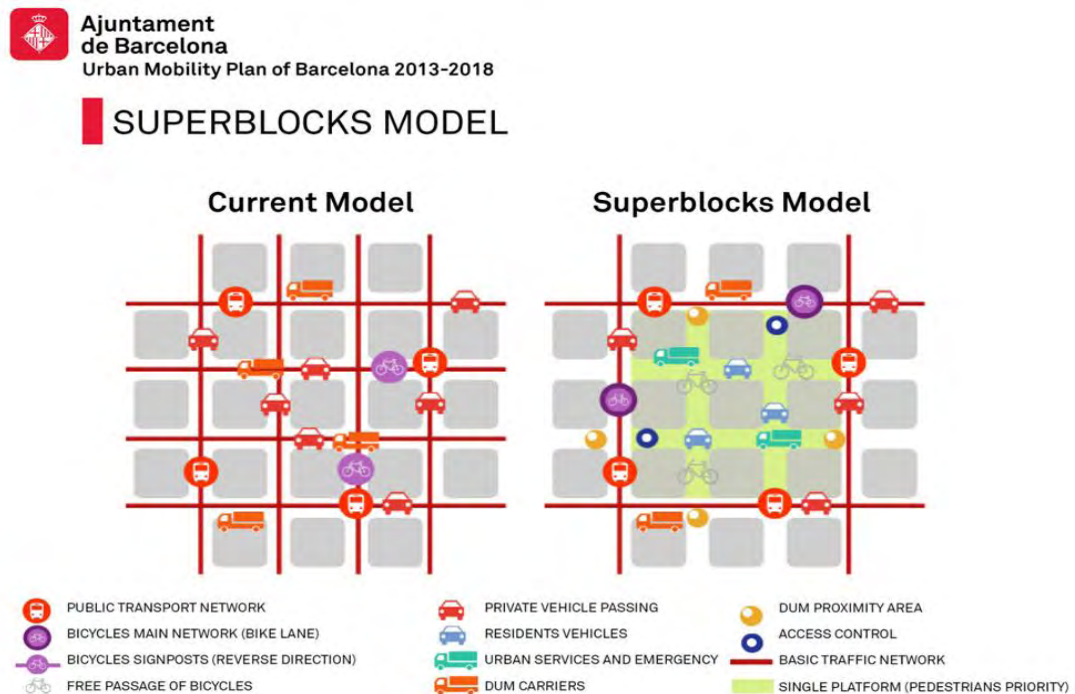 Ajuntament
de Barcelona
Urban Mobility Plan of Barcelona 2013-2018
SUPERBLOCKS MODEL
Current Model
Superblocks Model
PUBLIC TRANSPORT NETWORK
BICYCLES MAIN NETWORK (BIKE LANE)
BICYCLES SIGNPOSTS (REVERSE DIRECTION)
FREE PASSAGE OF BICYCLES
PRIVATE VEHICLE PASSING
RESIDENTS VEHICLES
URBAN SERVICES AND EMERGENCY
DUM CARRIERS
DUM PROXIMITY AREA
ACCESS CONTROL
BASIC TRAFFIC NETWORK
SINGLE PLATFORM (PEDESTRIANS PRIORITY)